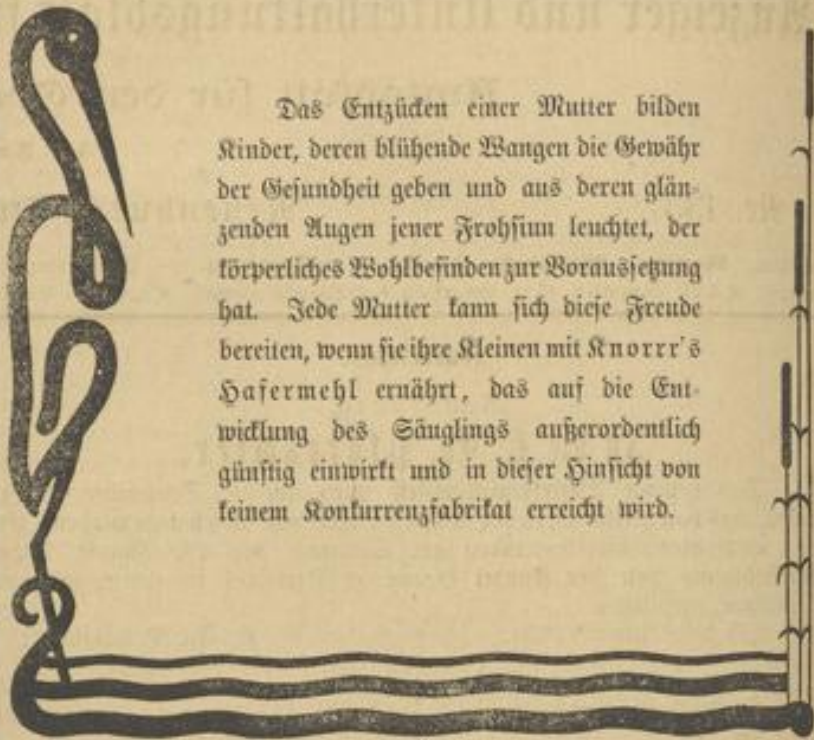 Das Entzücken einer Mutter bilden
Kinder, deren blühende Wangen die Gewähr
der Gesundheit geben und aus deren glän-
zenden Augen jener Frohsinn leuchtet, der
körperliches Wohlbefinden zur Voraussetzung
hat. Jede Mutter kann sich diese Freude
bereiten, wenn sie ihre Kleinen mit Knorrr's
Hafermehl ernährt, das auf die Ent-
wicklung des Säuglings außerordentlich
günstig einwirkt und in dieser Hinsicht von
keinem Konkurrenzfabrikat erreicht wird.